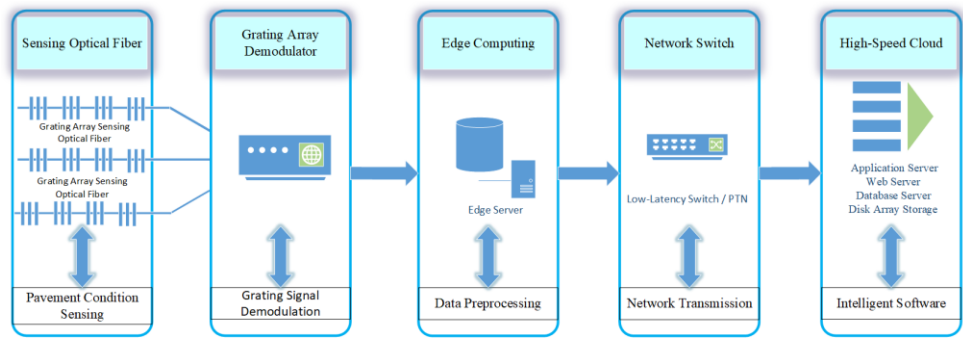 Sensing Optical Fiber
Grating Array
Demodulator
Edge Computing
Network Switch
High-Speed Cloud
Grating Array Sensing
Optical Fiber
Grating Array Sensing
Optical Fiber
Edge Server
Low-Latency Switch / PTN
Application Server
Web Server
Database Server
Disk Array Storage
Pavement Condition
Sensing
Grating Signal
Demodulation
Data Preprocessing
Network Transmission
Intelligent Software